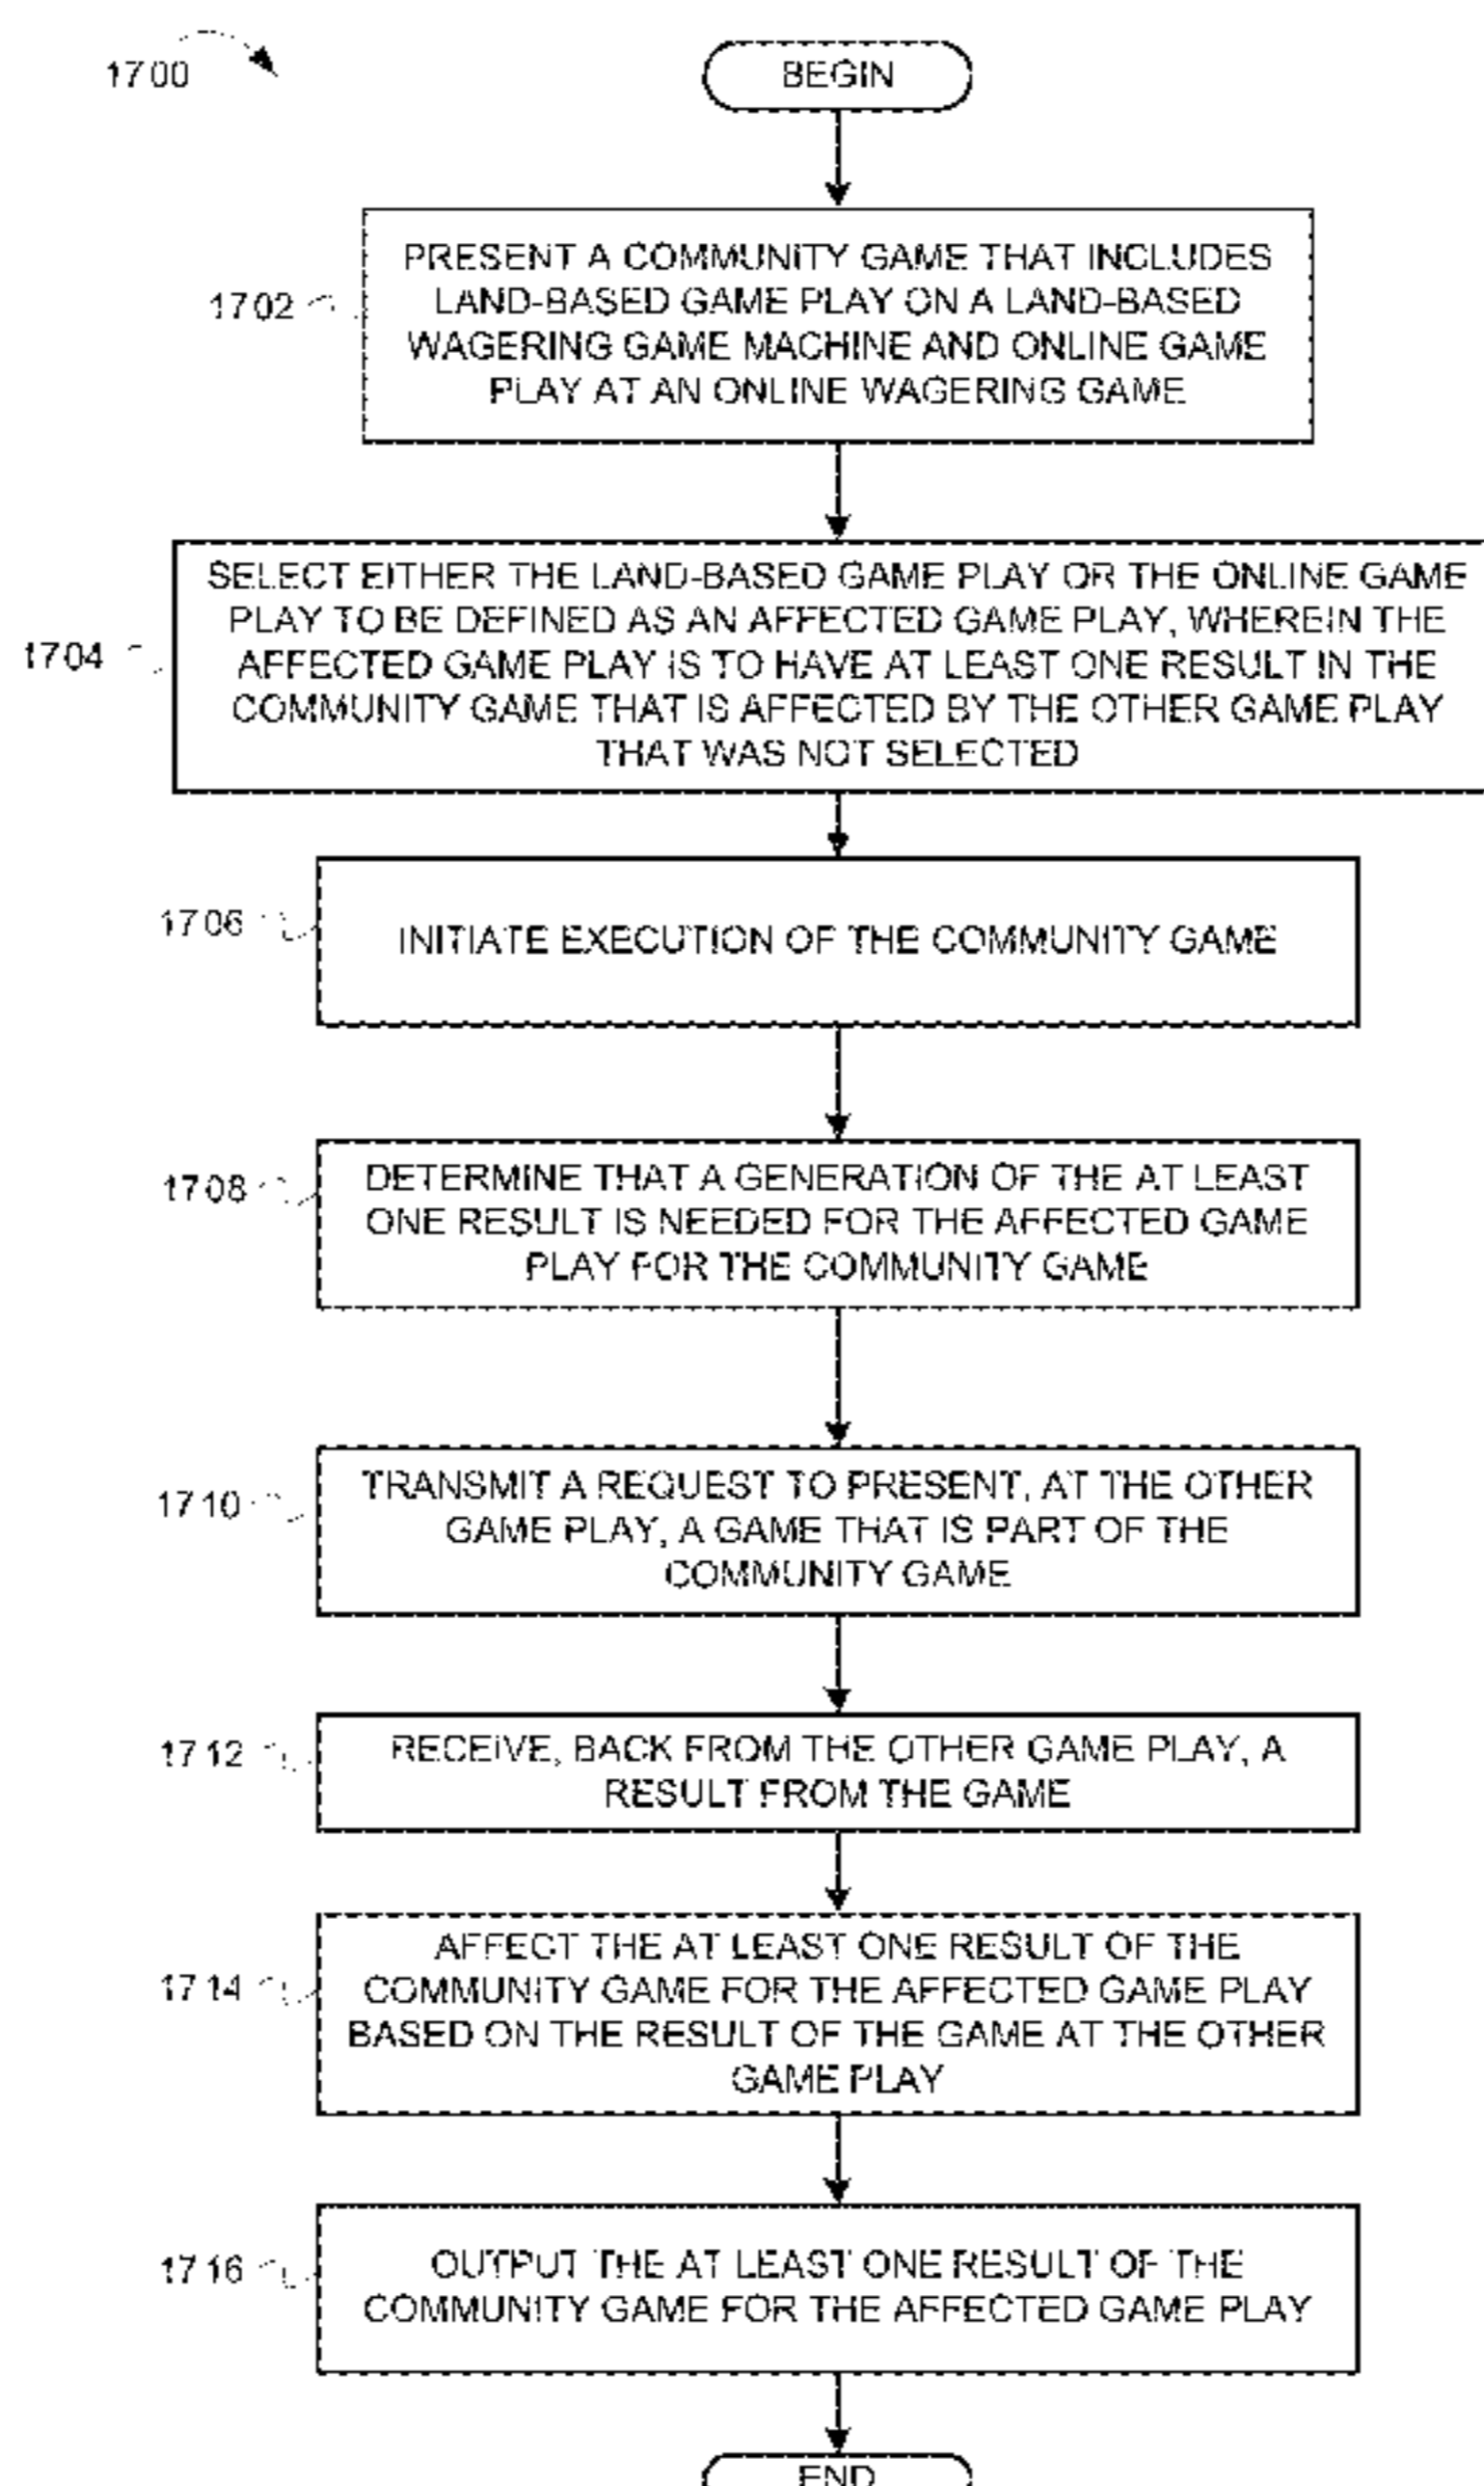 1700
BEGIN
1702
PRESENT A COMMUNITY GAME THAT INCLUDES
LAND-BASED GAME PLAY ON A LAND-BASED
WAGERING GAME MACHINE AND ONLINE GAME
PLAY AT AN ONLINE WAGERING GAME
1704
SELECT EITHER THE LAND-BASED GAME PLAY OR THE ONLINE GAME
PLAY TO BE DEFINED AS AN AFFECTED GAME PLAY, WHEREIN THE
AFFECTED GAME PLAY IS TO HAVE AT LEAST ONE RESULT IN THE
COMMUNITY GAME THAT IS AFFECTED BY THE OTHER GAME PLAY
THAT WAS NOT SELECTED
1706
INITIATE EXECUTION OF THE COMMUNITY GAME
1708
DETERMINE THAT A GENERATION OF THE AT LEAST
ONE RESULT IS NEEDED FOR THE AFFECTED GAME
PLAY FOR THE COMMUNITY GAME
1710
TRANSMIT A REQUEST TO PRESENT, AT THE OTHER
GAME PLAY, A GAME THAT IS PART OF THE
COMMUNITY GAME
1712
RECEIVE, BACK FROM THE OTHER GAME PLAY, A
RESULT FROM THE GAME
1714
AFFECT THE AT LEAST ONE RESULT OF THE
COMMUNITY GAME FOR THE AFFECTED GAME PLAY
BASED ON THE RESULT OF THE GAME AT THE OTHER
GAME PLAY
1716
OUTPUT THE AT LEAST ONE RESULT OF THE
COMMUNITY GAME FOR THE AFFECTED GAME PLAY
END